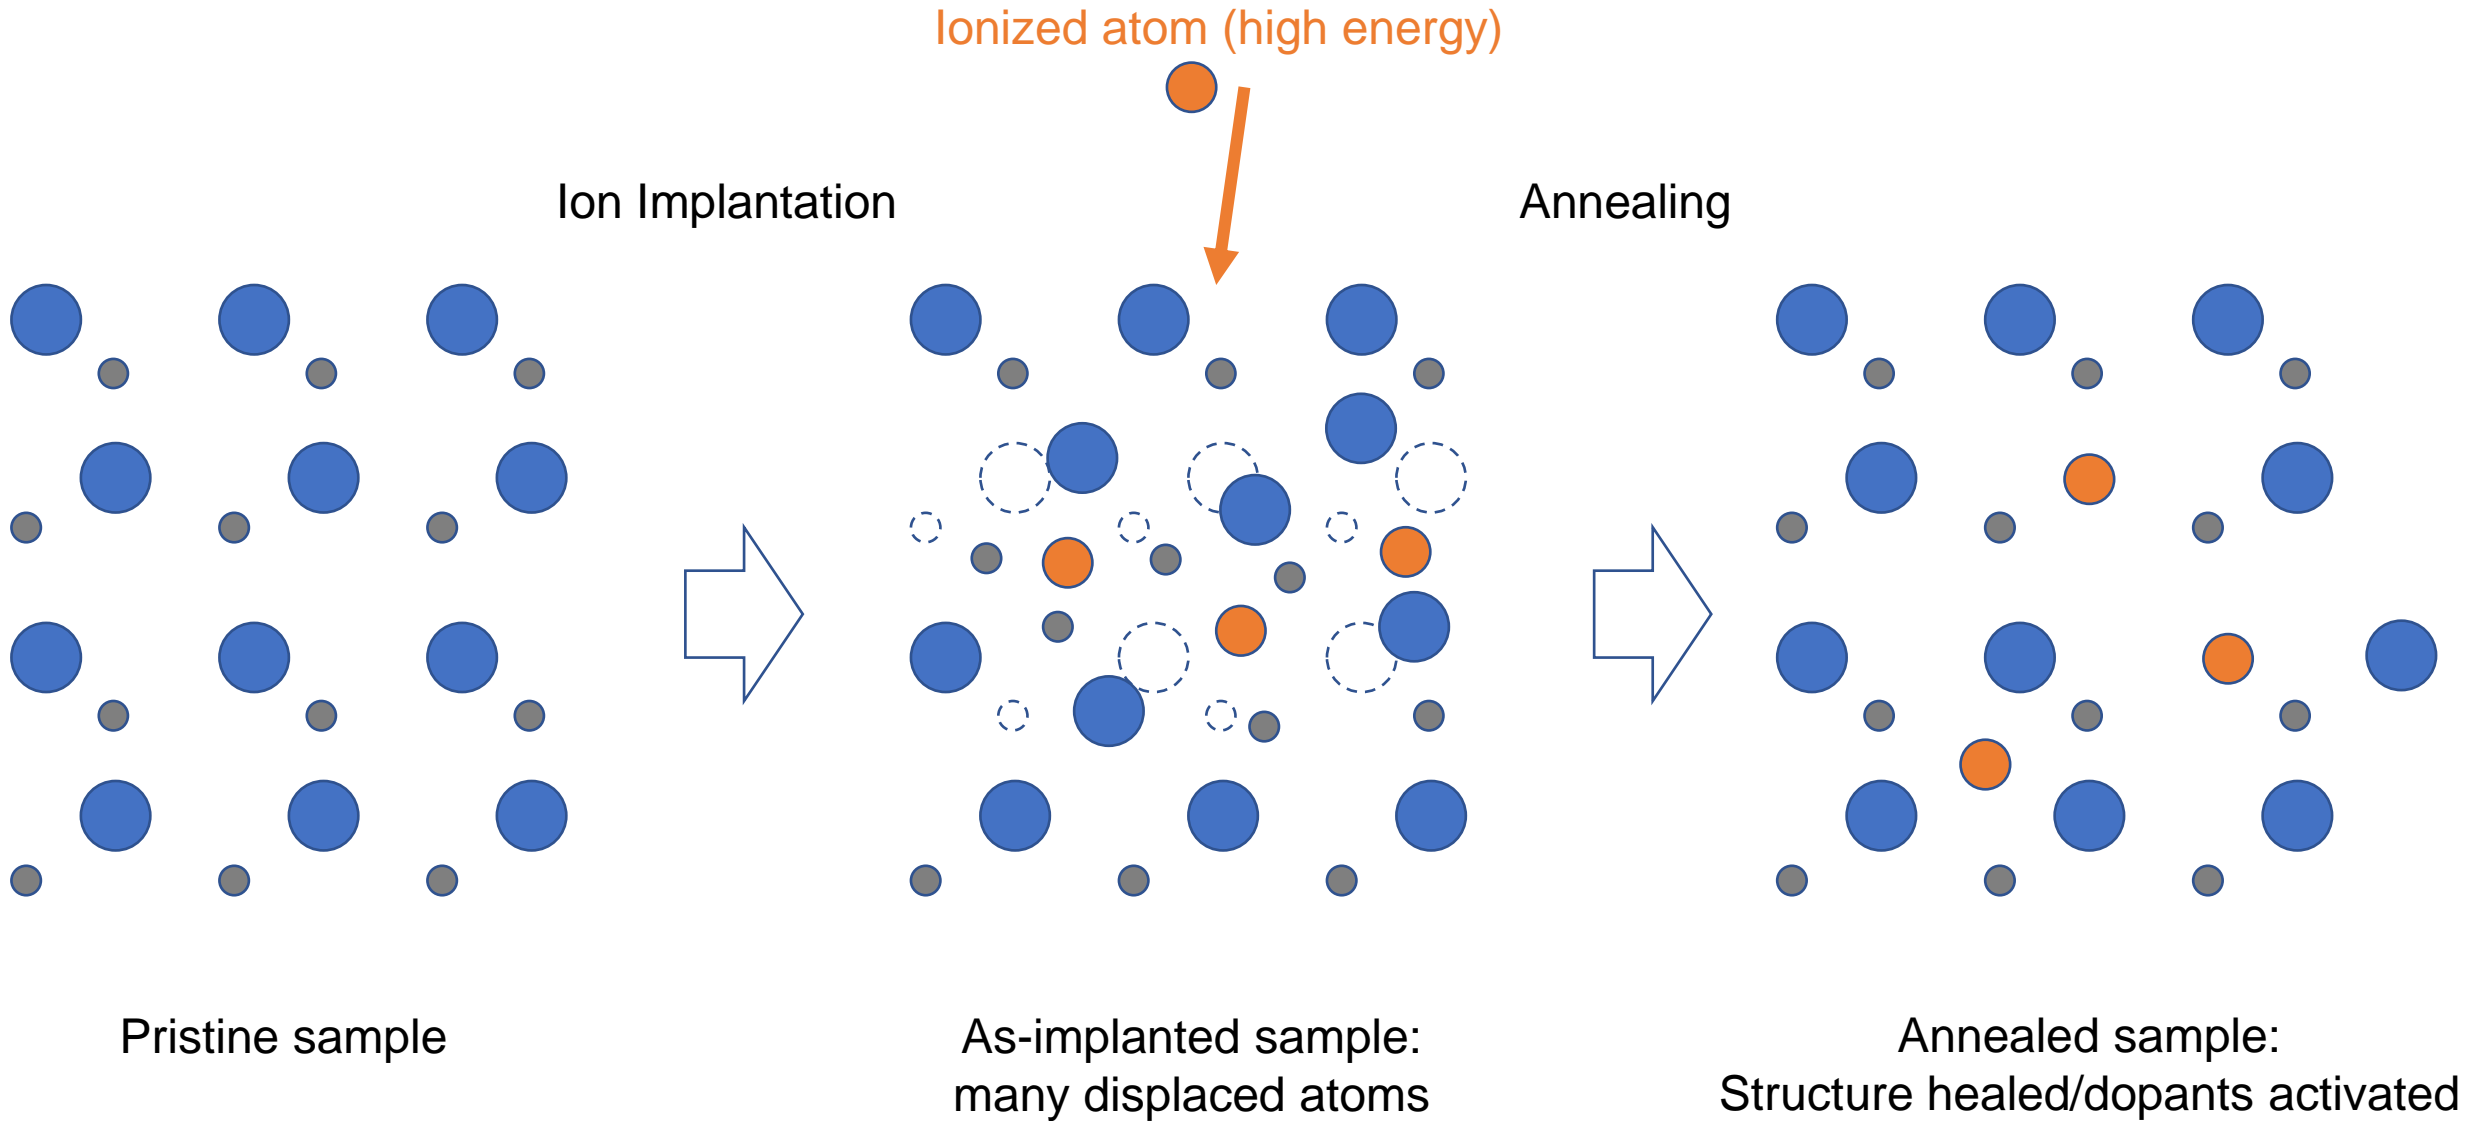 Ionized atom (high energy)
Ion Implantation
Annealing
Pristine sample
As-implanted sample:
many displaced atoms
Annealed sample:
Structure healed/dopants activated